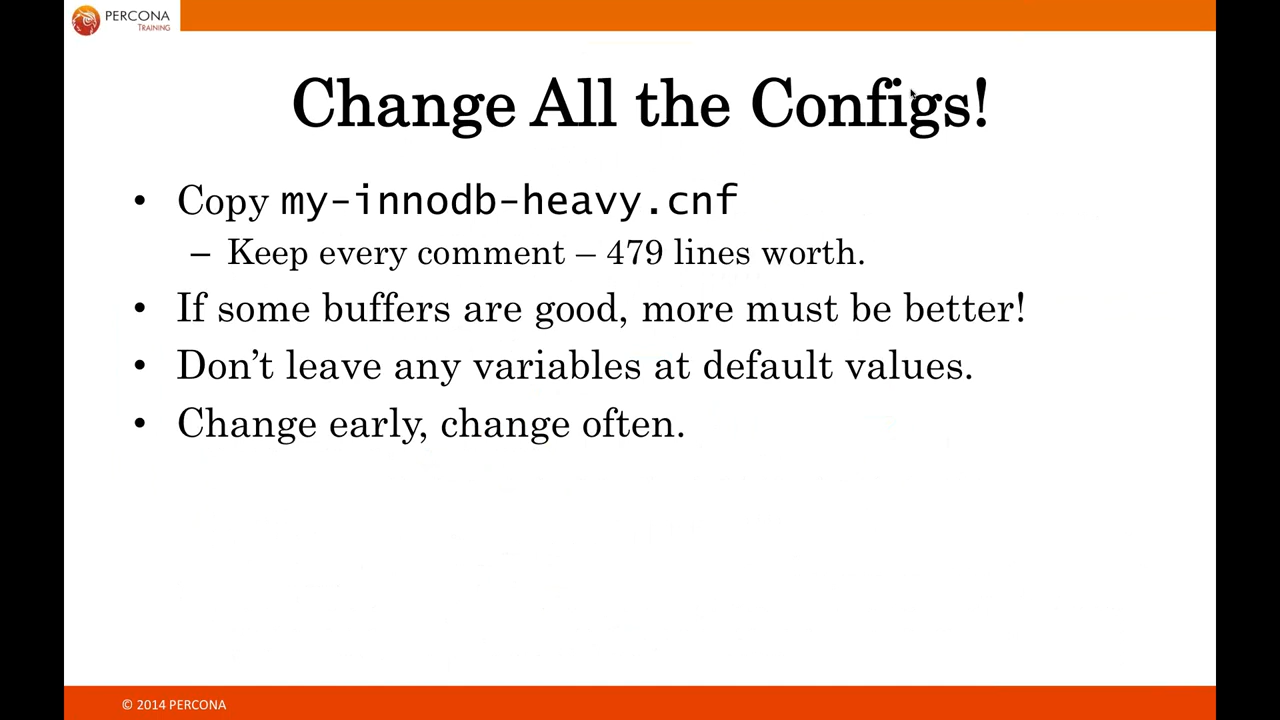 PERCONA
TRAINING
Change All the Configs!
• Copy my-innodb-heavy.cnf
– Keep every comment – 479 lines worth.
• If some buffers are good, more must be better!
• Don’t leave any variables at default values.
• Change early, change often.
© 2014 PERCONA